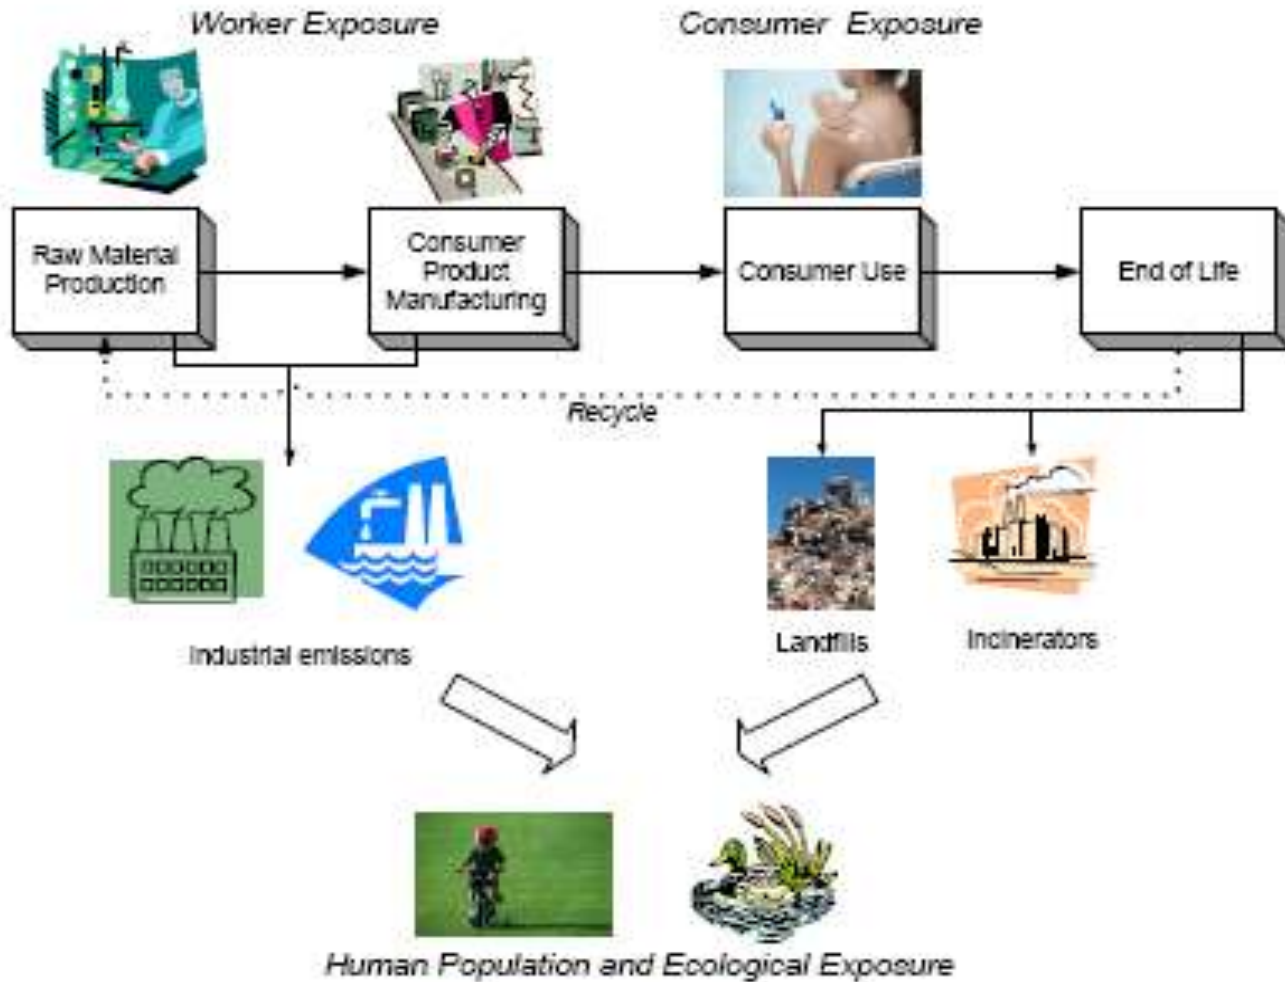 Worker Exposure
Consumer Exposure
Raw Material
Production
Consumer
Product
Manufacturing
Consumer Use
End of Life
Recycle
Industrial emissions
Landfills
Incinerators
Human Population and Ecological Exposure